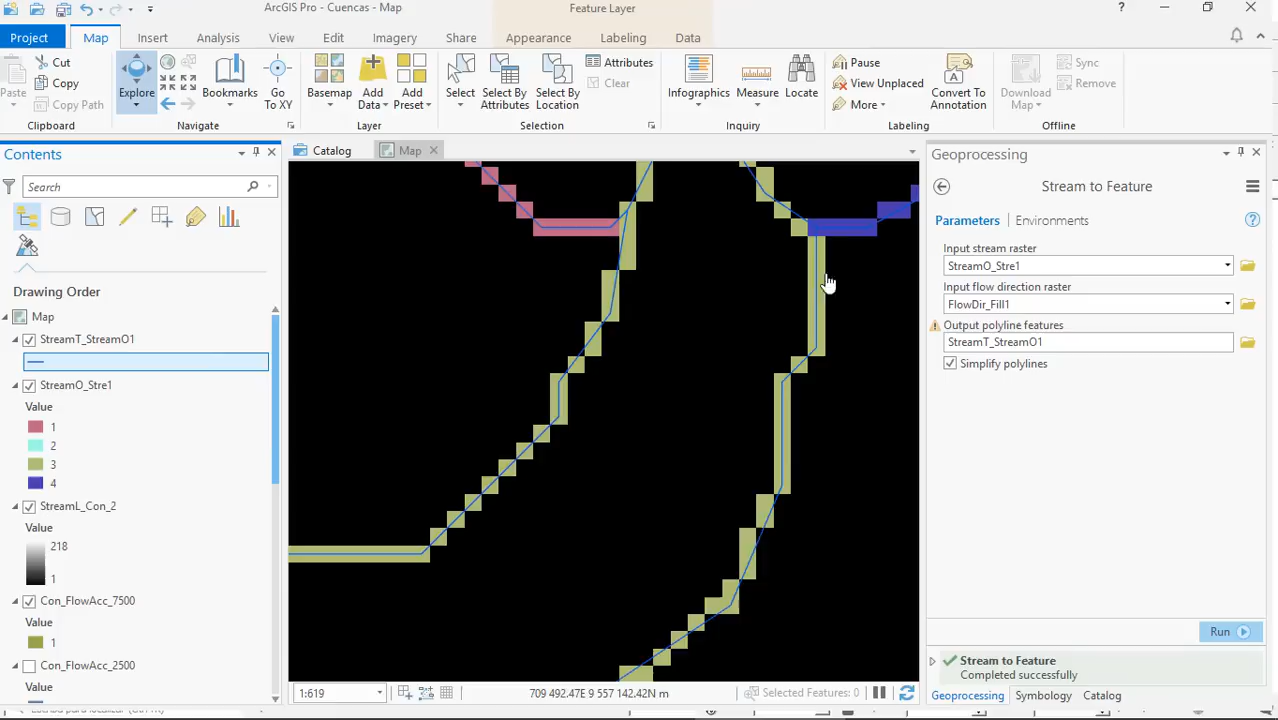 ArcGIS Pro - Cuencas - Map
Feature Layer
?
Project
Map
Insert
Analysis
View
Edit
Imagery
Share
Appearance
Labeling
Data
Paste
Cut
Copy
Copy Path
Clipboard
Explore
Bookmarks
Go To XY
Navigate
Basemap
Add Data
Add Preset
Layer
Select
Select By Attributes
Select By Location
Attributes
Clear
Selection
Infographics
Measure
Locate
Inquiry
Pause
View Unplaced
More
Convert To Annotation
Labeling
Download Map
Sync
Remove
Offline
Contents
Search
Drawing Order
Map
StreamT_StreamO1
StreamO_Stre1
Value
1
2
3
4
StreamL_Con_2
Value
218
1
Con_FlowAcc_7500
Value
1
Con_FlowAcc_2500
Value
Catalog
Map
1:619
709 492.47E 9 557 142.42N m
Selected Features: 0
Geoprocessing
Stream to Feature
Parameters
Environments
?
Input stream raster
StreamO_Stre1
Input flow direction raster
FlowDir_Fill1
Output polyline features
StreamT_StreamO1
Simplify polylines
Run
Stream to Feature
Completed successfully
Geoprocessing
Symbology
Catalog